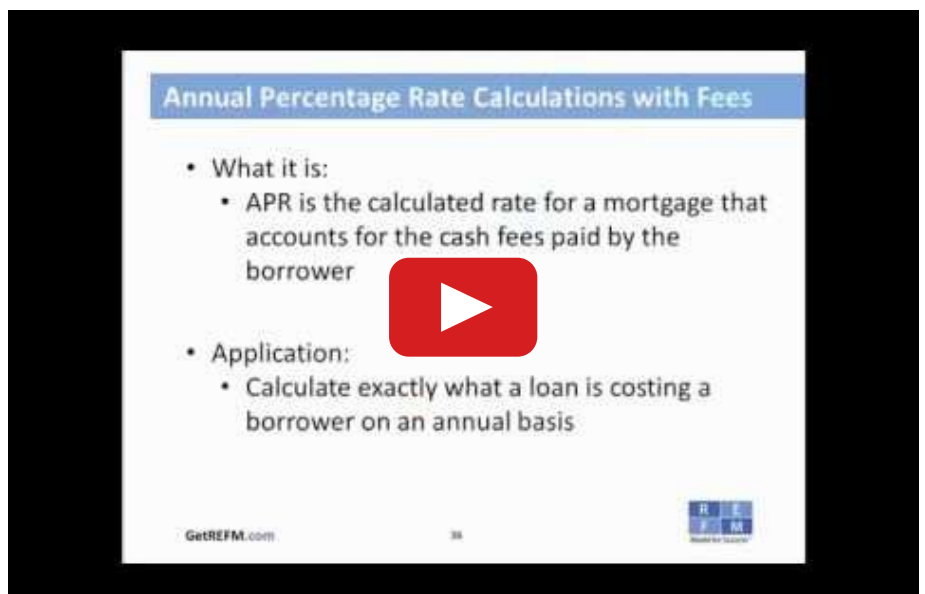 Annual Percentage Rate Calculations with Fees
• What it is:
• APR is the calculated rate for a mortgage that
accounts for the cash fees paid by the
borrower
• Application:
• Calculate exactly what a loan is costing a
borrower on an annual basis
GetREFM.com
R E
F M